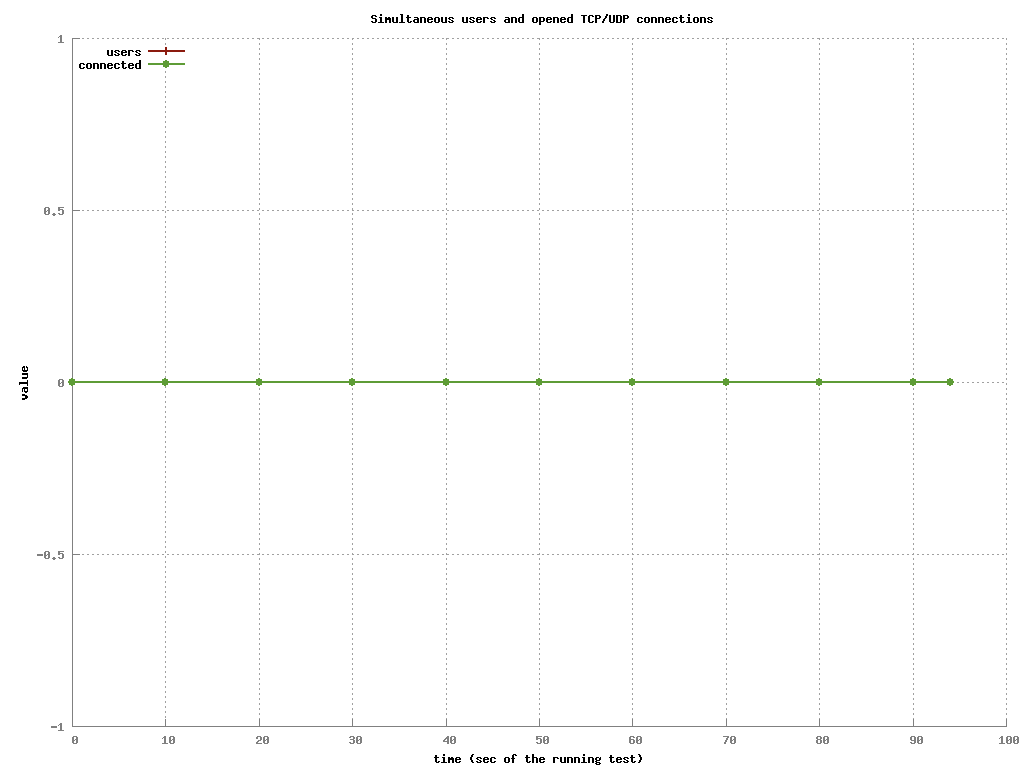 Simultaneous users and opened TCP/UDP connections
1
users
connected
0.5
value
0
-0.5
-1
0 10 20 30 40 50 60 70 80 90 100
time (sec of the running test)